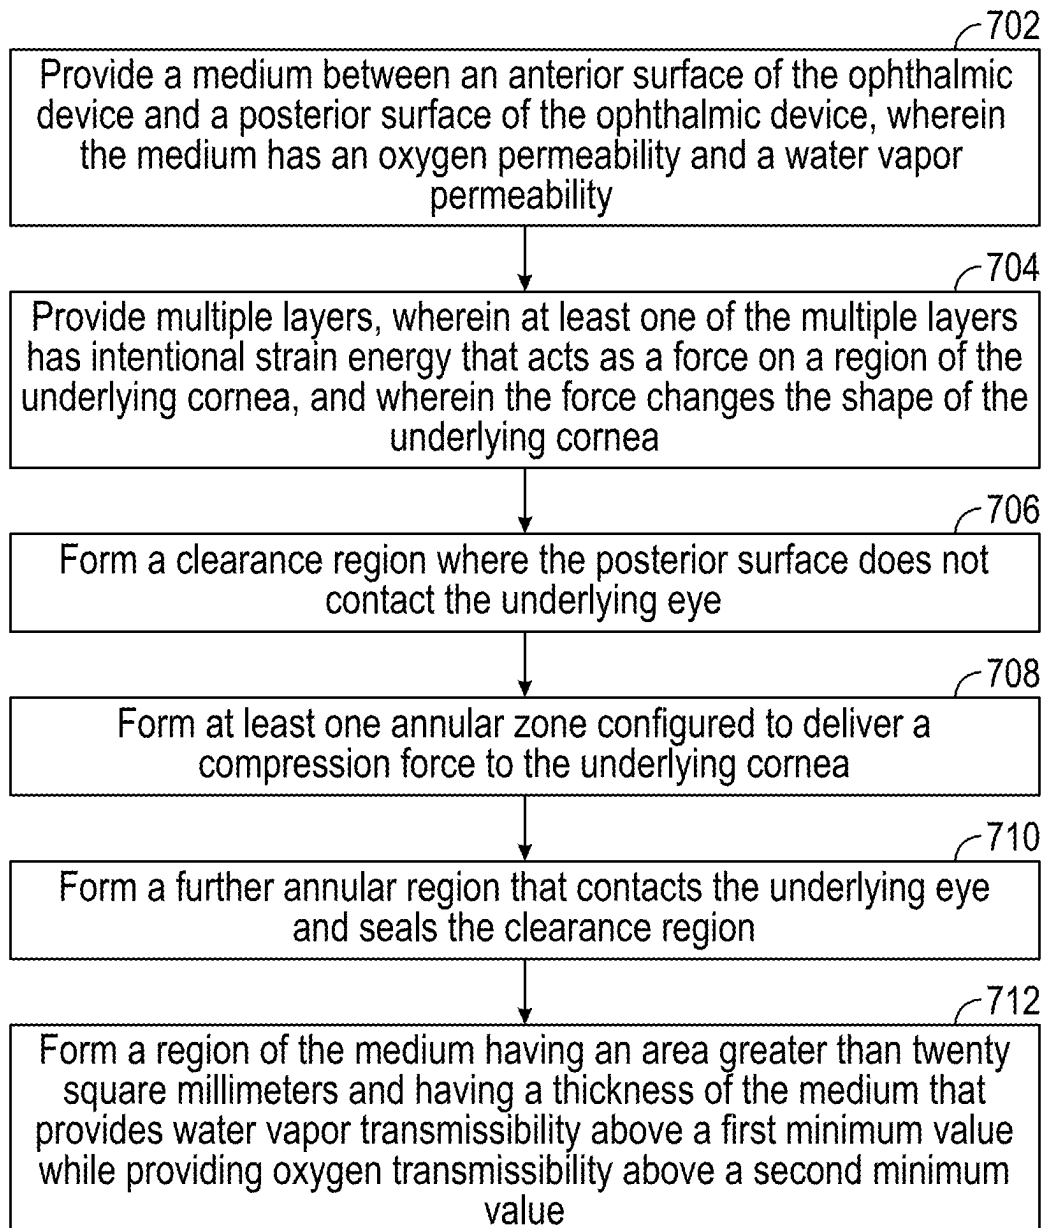 702
Provide a medium between an anterior surface of the ophthalmic
device and a posterior surface of the ophthalmic device, wherein
the medium has an oxygen permeability and a water vapor
permeability
704
Provide multiple layers, wherein at least one of the multiple layers
has intentional strain energy that acts as a force on a region of the
underlying cornea, and wherein the force changes the shape of the
underlying cornea
706
Form a clearance region where the posterior surface does not
contact the underlying eye
708
Form at least one annular zone configured to deliver a
compression force to the underlying cornea
710
Form a further annular region that contacts the underlying eye
and seals the clearance region
712
Form a region of the medium having an area greater than twenty
square millimeters and having a thickness of the medium that
provides water vapor transmissibility above a first minimum value
while providing oxygen transmissibility above a second minimum
value